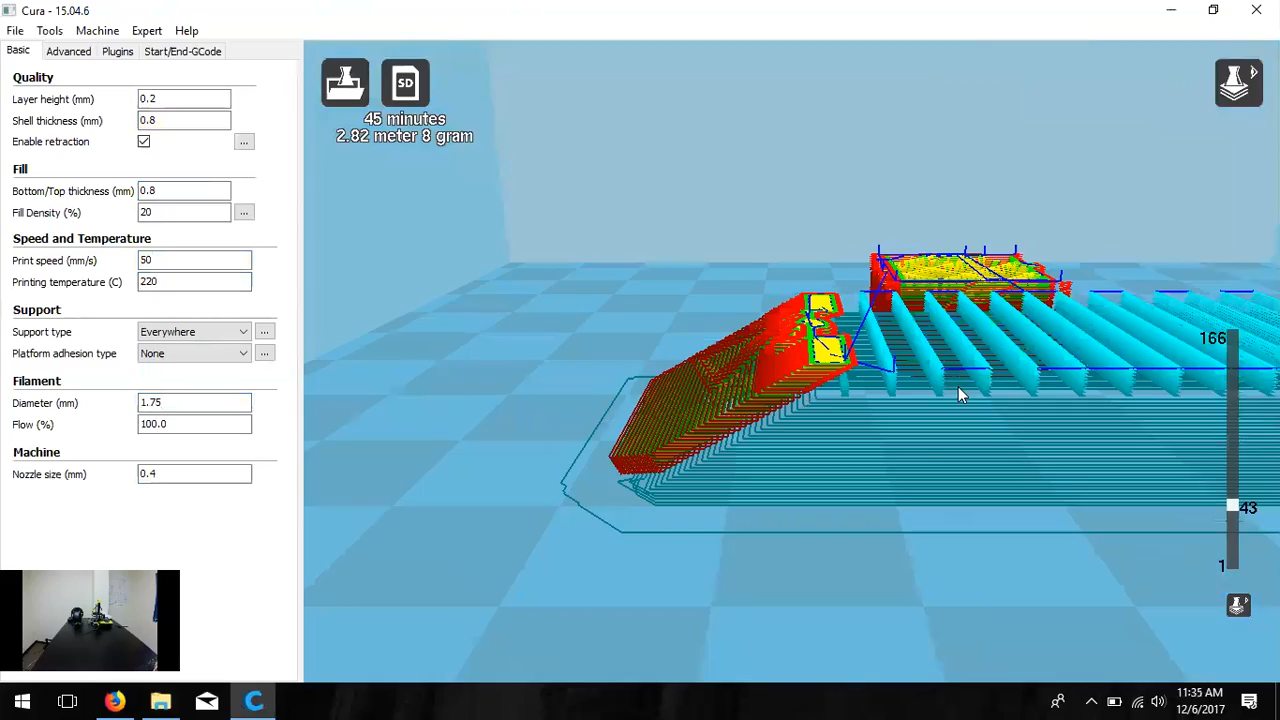 Cura - 15.04.6
File Tools Machine Expert Help
Basic Advanced Plugins Start/End-GCode
Quality
Layer height (mm) 0.2
Shell thickness (mm) 0.8
Enable retraction ...
Fill
Bottom/Top thickness (mm) 0.8
Fill Density (%) 20 ...
Speed and Temperature
Print speed (mm/s) 50
Printing temperature (C) 220
Support
Support type Everywhere ...
Platform adhesion type None ...
Filament
Diameter (mm) 1.75
Flow (%) 100.0
Machine
Nozzle size (mm) 0.4
SD
45 minutes
2.82 meter 8 gram
166
43
1
11:35 AM
12/6/2017